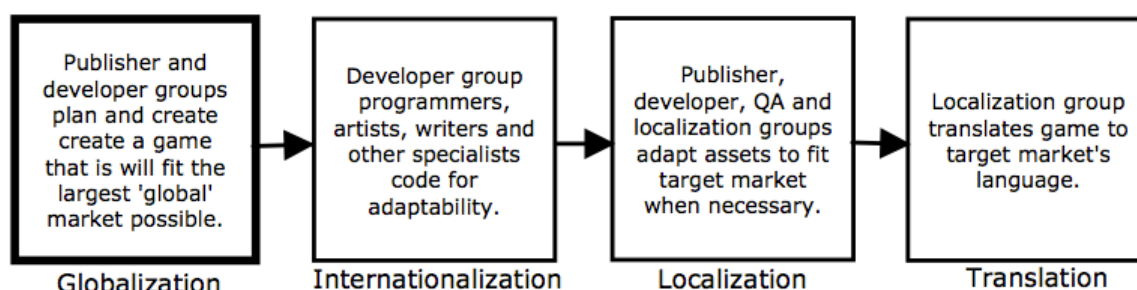 Publisher and
developer groups
plan and create
create a game
that is will fit the
largest 'global'
market possible.
Globalization
Developer group
programmers,
artists, writers and
other specialists
code for
adaptability.
Internationalization
Publisher,
developer, QA and
localization groups
adapt assets to fit
target market
when necessary.
Localization
Localization group
translates game to
target market's
language.
Translation